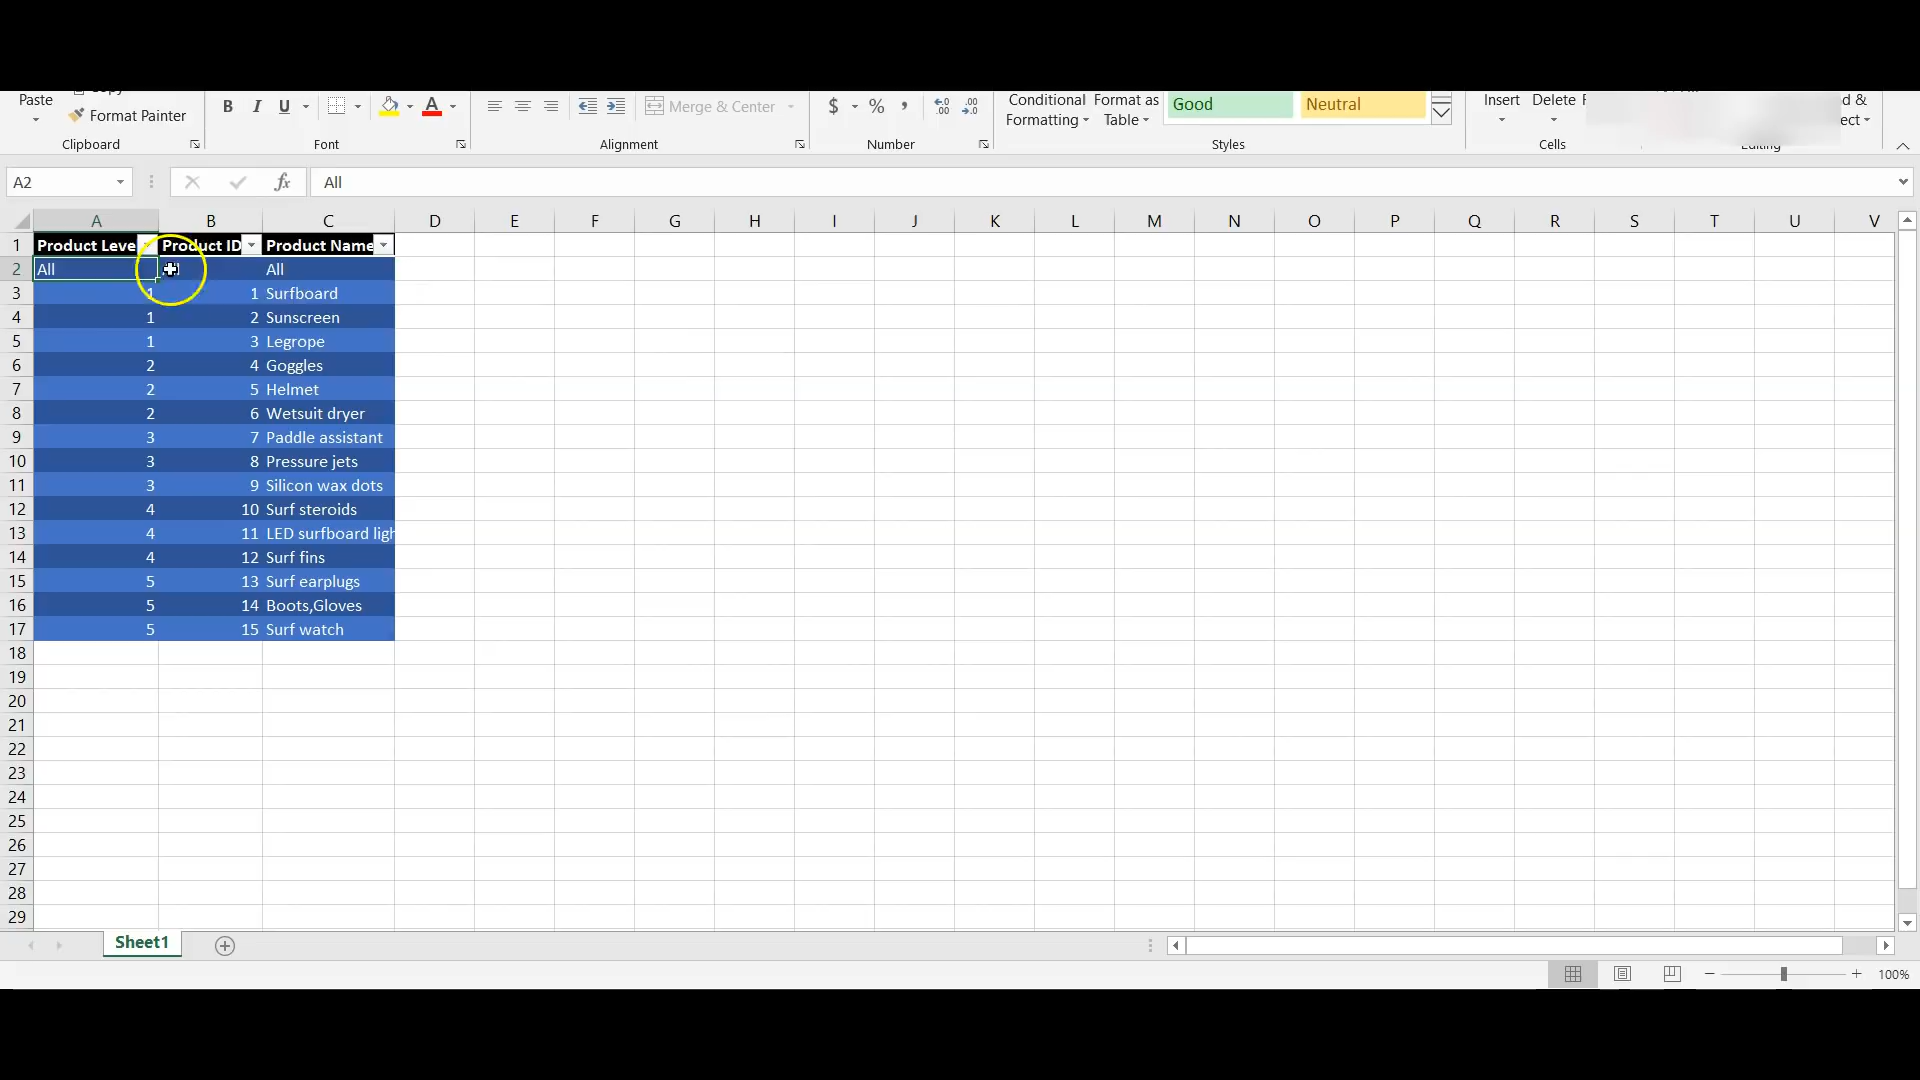 Paste
Format Painter
B I U A
Merge & Center
$ % ,
Conditional Formatting
Format as Table
Good
Neutral
Insert
Delete
Clipboard
Font
Alignment
Number
Styles
Cells
A2
fx
All
A B C D E F G H I J K L M N O P Q R S T U V
1 Product Leve Product ID Product Name
2 All All
3 1 1 Surfboard
4 1 2 Sunscreen
5 1 3 Legrope
6 2 4 Goggles
7 2 5 Helmet
8 2 6 Wetsuit dryer
9 3 7 Paddle assistant
10 3 8 Pressure jets
11 3 9 Silicon wax dots
12 4 10 Surf steroids
13 4 11 LED surfboard ligh
14 4 12 Surf fins
15 5 13 Surf earplugs
16 5 14 Boots,Gloves
17 5 15 Surf watch
18
19
20
21
22
23
24
25
26
27
28
29
Sheet1
100%